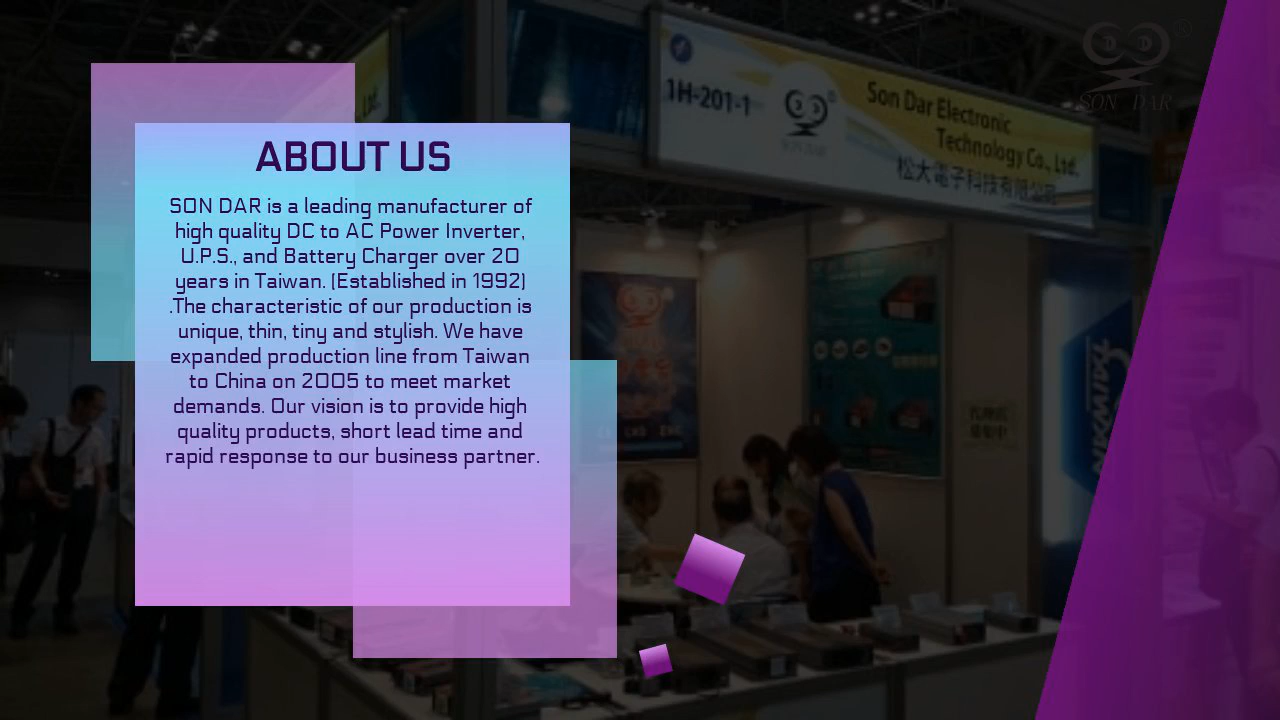 ABOUT US
SON DAR is a leading manufacturer of
high quality DC to AC Power Inverter,
U.P.S., and Battery Charger over 20
years in Taiwan. (Established in 1992)
.The characteristic of our production is
unique, thin, tiny and stylish. We have
expanded production line from Taiwan
to China on 2005 to meet market
demands. Our vision is to provide high
quality products, short lead time and
rapid response to our business partner.
Ltd.
1H-201-1
SON DAR
Son Dar Electronic
Technology Co., Ltd.
松大電子科技有限公司
D D ®
SON DAR